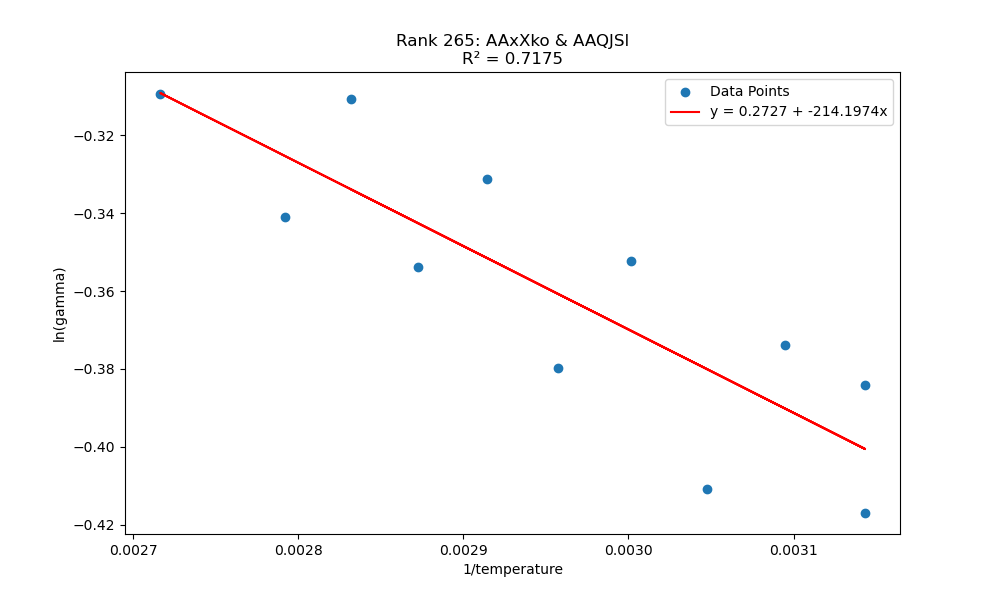 Rank 265: AAxXko & AAQJSI
R² = 0.7175
Data Points
y = 0.2727 + -214.1974x
ln(gamma)
−0.32
−0.34
−0.36
−0.38
−0.40
−0.42
0.0027
0.0028
0.0029
0.0030
0.0031
1/temperature